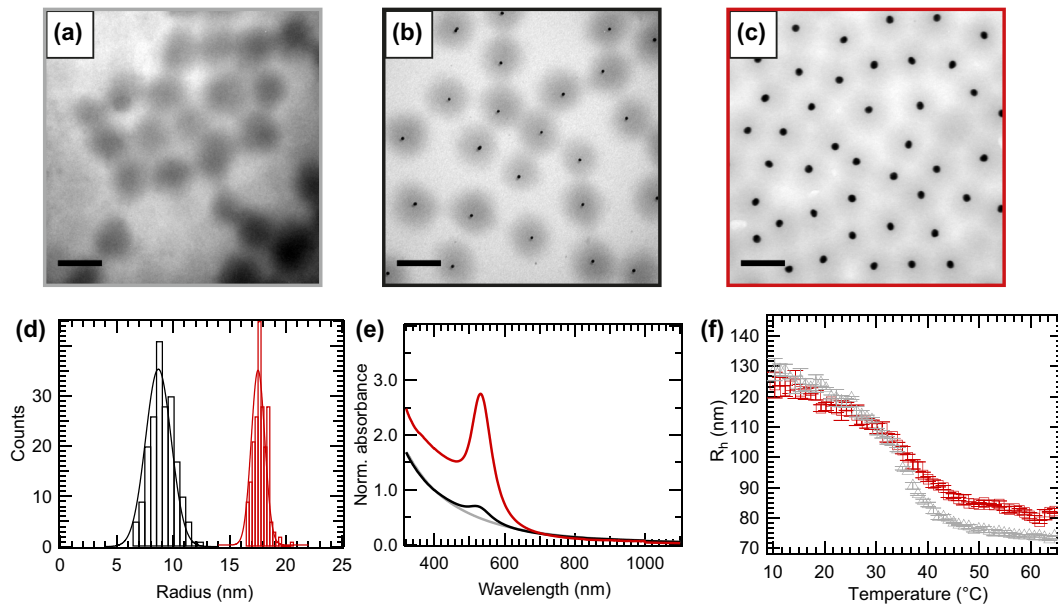 (a)
(b)
(c)
(d)
Counts
30
20
10
0
0 5 10 15 20 25
Radius (nm)
(e)
Norm. absorbance
3.0
2.0
1.0
0.0
400 600 800 1000
Wavelength (nm)
(f)
R_h (nm)
140
130
120
110
100
90
80
70
10 20 30 40 50 60
Temperature (°C)